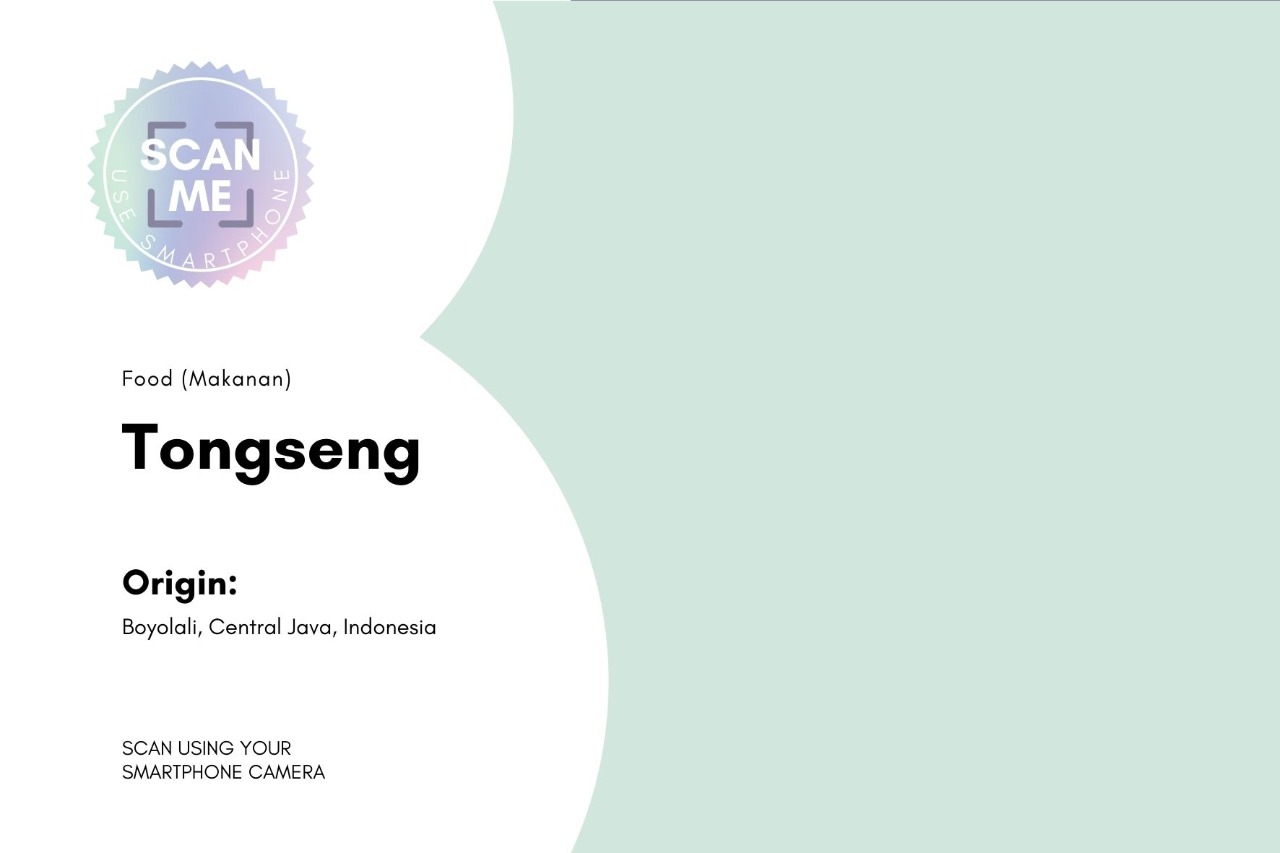 SCAN
ME
USE SMARTPHONE
Food (Makanan)
Tongseng
Origin:
Boyolali, Central Java, Indonesia
SCAN USING YOUR
SMARTPHONE CAMERA